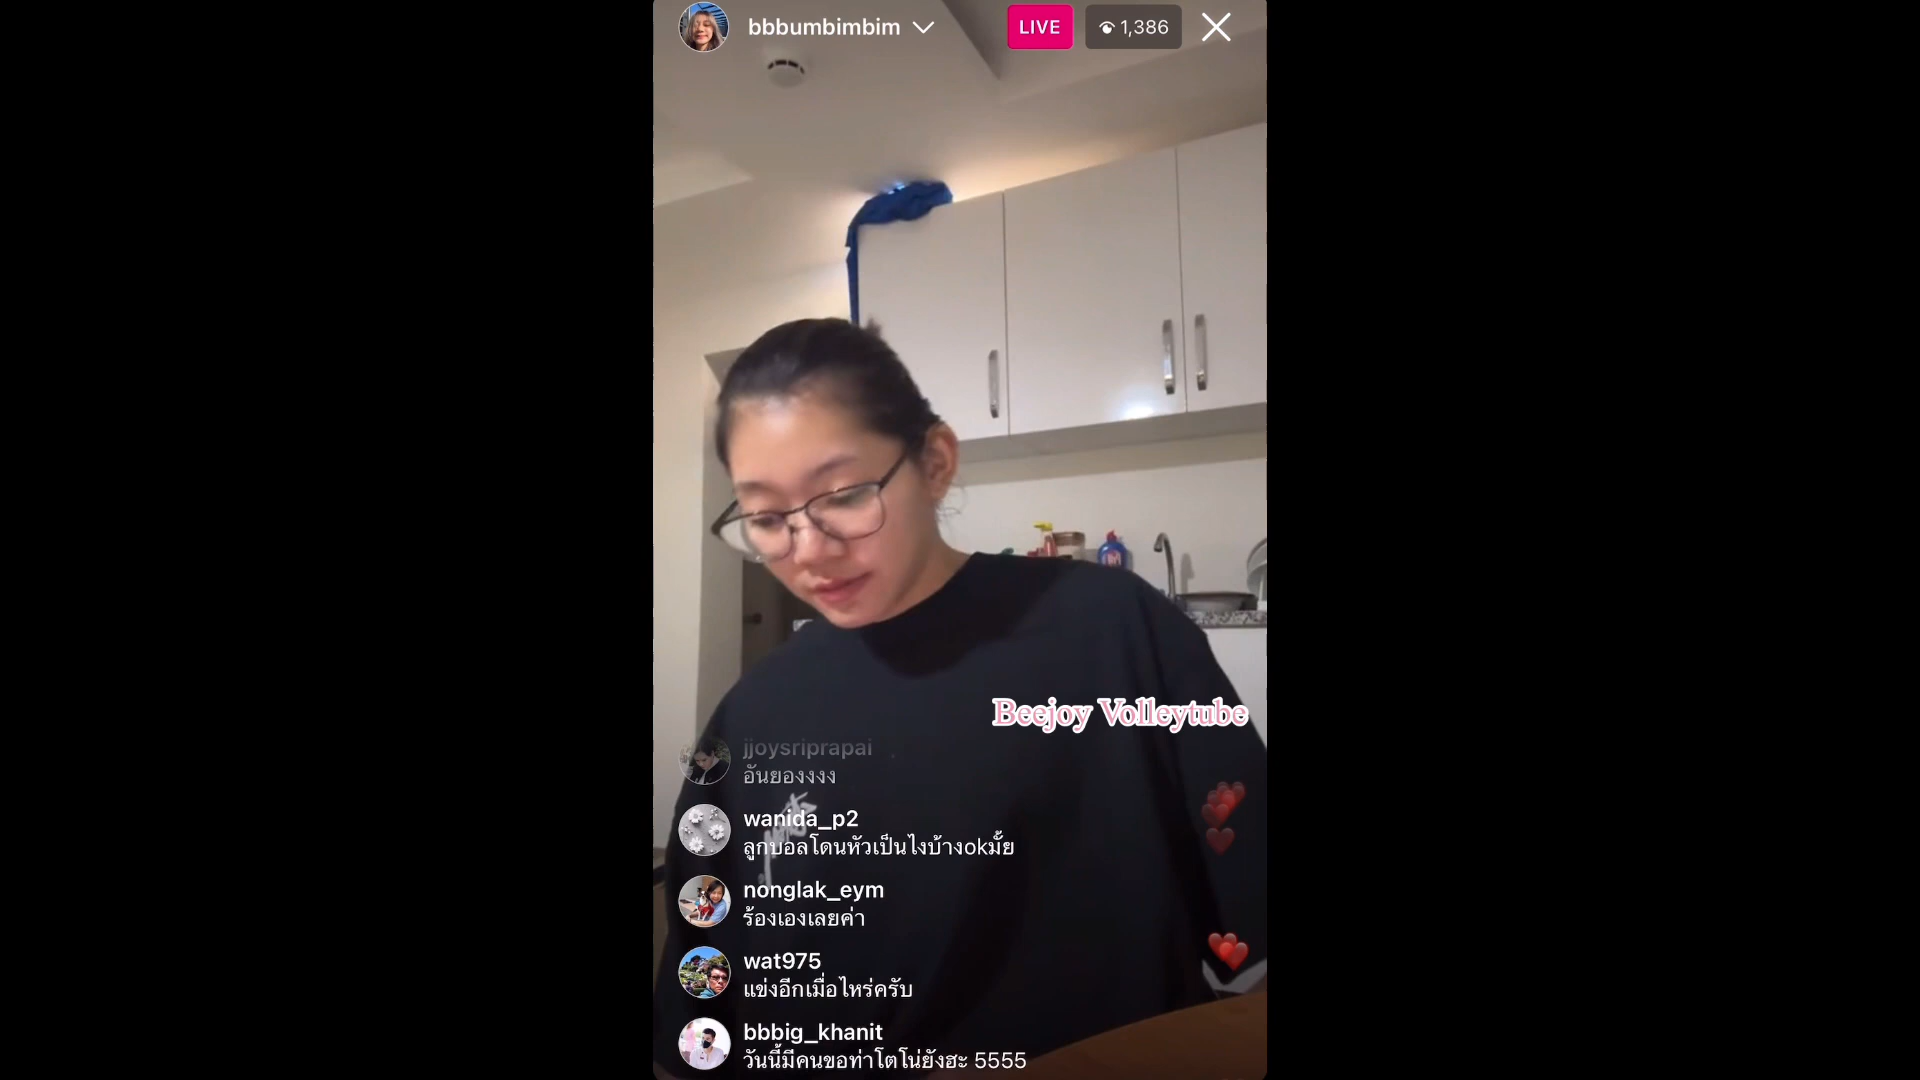 bbbumbimbim
LIVE
1,386
Beejoy Volleytube
jjoysriprapai
อันยองงงง
wanida_p2
ลูกบอลโดนหัวเป็นไงบ้างokมั้ย
nonglak_eym
ร้องเองเลยค่า
wat975
แข่งอีกเมื่อไหร่ครับ
bbbig_khanit
วันนี้มีคนขอท่าโตโน่ยังฮะ 5555